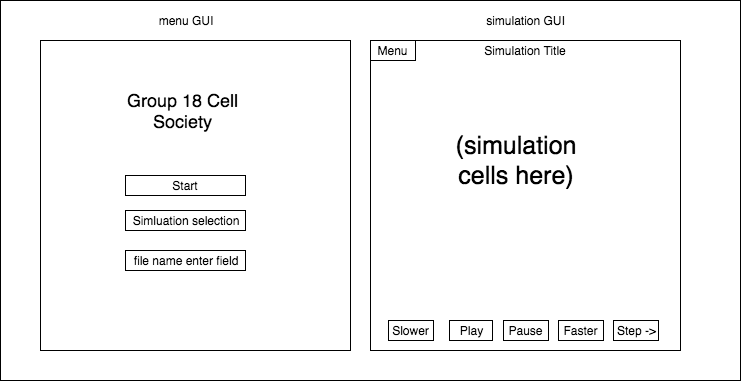 menu GUI
simulation GUI
Group 18 Cell
Society
Start
Simluation selection
file name enter field
Menu
Simulation Title
(simulation
cells here)
Slower
Play
Pause
Faster
Step ->